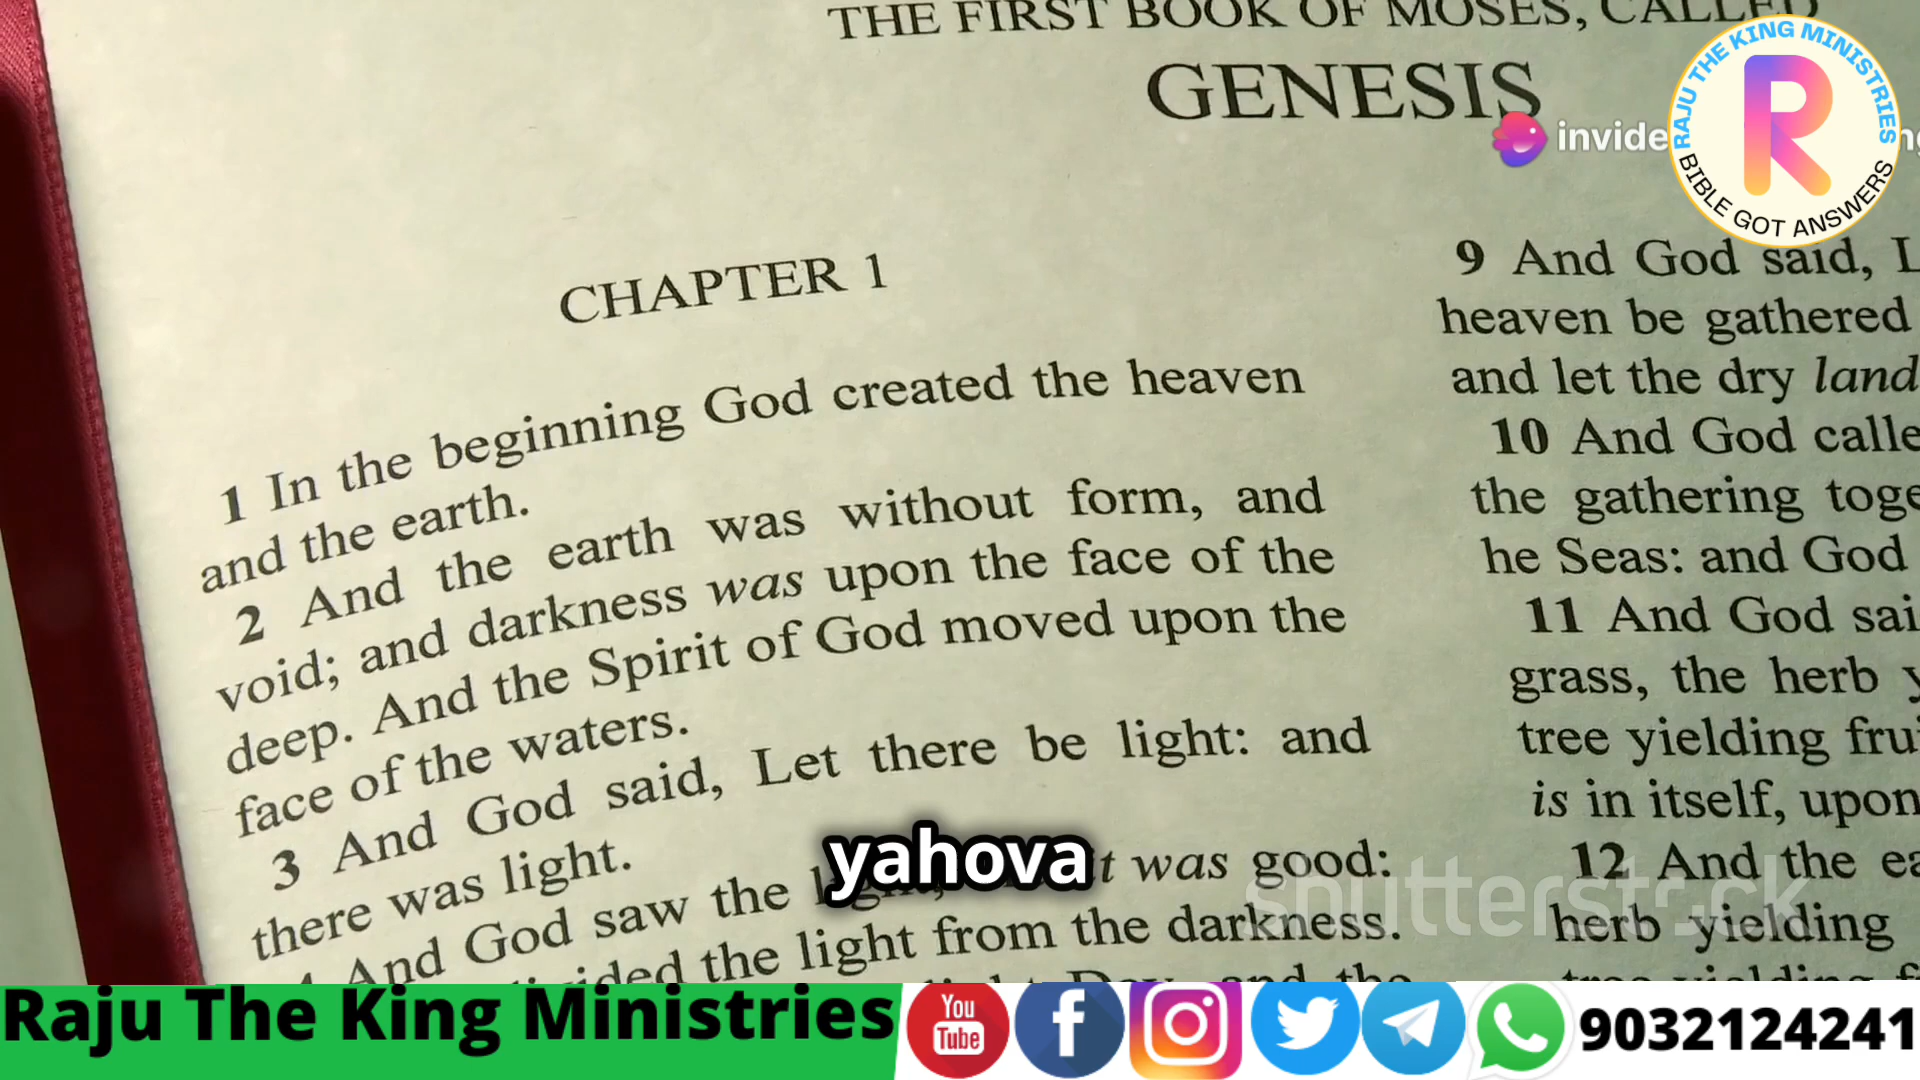 THE FIRST BOOK OF MOSES, CALLED
GENESIS
invide
RAJU THE KING MINISTRIES
R
BIBLE GOT ANSWERS
CHAPTER 1
1 In the beginning God created the heaven
and the earth.
2 And the earth was without form, and
void; and darkness was upon the face of the
deep. And the Spirit of God moved upon the
face of the waters.
3 And God said, Let there be light: and
there was light.
And God saw the
was good:
the light from the darkness.
9 And God said, L
heaven be gathered
and let the dry land
10 And God calle
the gathering toge
he Seas: and God
11 And God sai
grass, the herb y
tree yielding fru
is in itself, upon
12 And the ea
herb yielding
yahova
shutterstock
Raju The King Ministries
You
Tube
9032124241